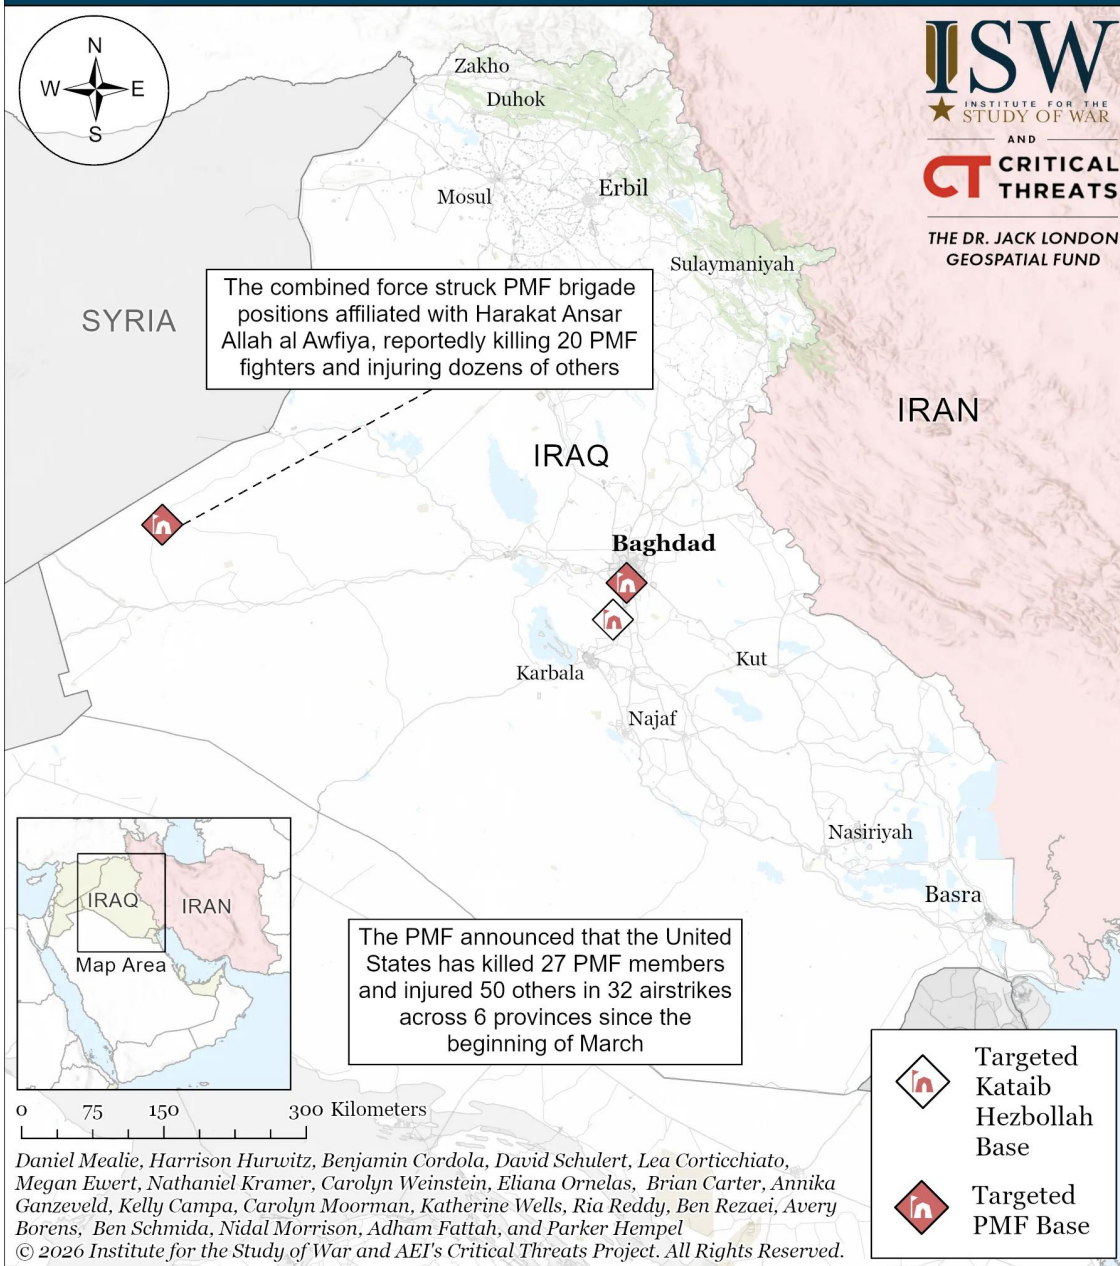 N
W
E
S
ISW
INSTITUTE FOR THE
STUDY OF WAR
AND
CT CRITICAL
THREATS
THE DR. JACK LONDON
GEOSPATIAL FUND
Zakho
Duhok
Mosul
Erbil
Sulaymaniyah
SYRIA
The combined force struck PMF brigade
positions affiliated with Harakat Ansar
Allah al Awfiya, reportedly killing 20 PMF
fighters and injuring dozens of others
IRAN
IRAQ
Baghdad
Karbala
Kut
Najaf
Nasiriyah
Basra
IRAQ
IRAN
Map Area
The PMF announced that the United
States has killed 27 PMF members
and injured 50 others in 32 airstrikes
across 6 provinces since the
beginning of March
Targeted
Kataib
Hezbollah
Base
Targeted
PMF Base
0 75 150 300 Kilometers
Daniel Mealie, Harrison Hurwitz, Benjamin Cordola, David Schulert, Lea Corticchiato,
Megan Ewert, Nathaniel Kramer, Carolyn Weinstein, Eliana Ornelas, Brian Carter, Annika
Ganzeveld, Kelly Campa, Carolyn Moorman, Katherine Wells, Ria Reddy, Ben Rezaei, Avery
Borens, Ben Schmida, Nidal Morrison, Adham Fattah, and Parker Hempel
© 2026 Institute for the Study of War and AEI's Critical Threats Project. All Rights Reserved.